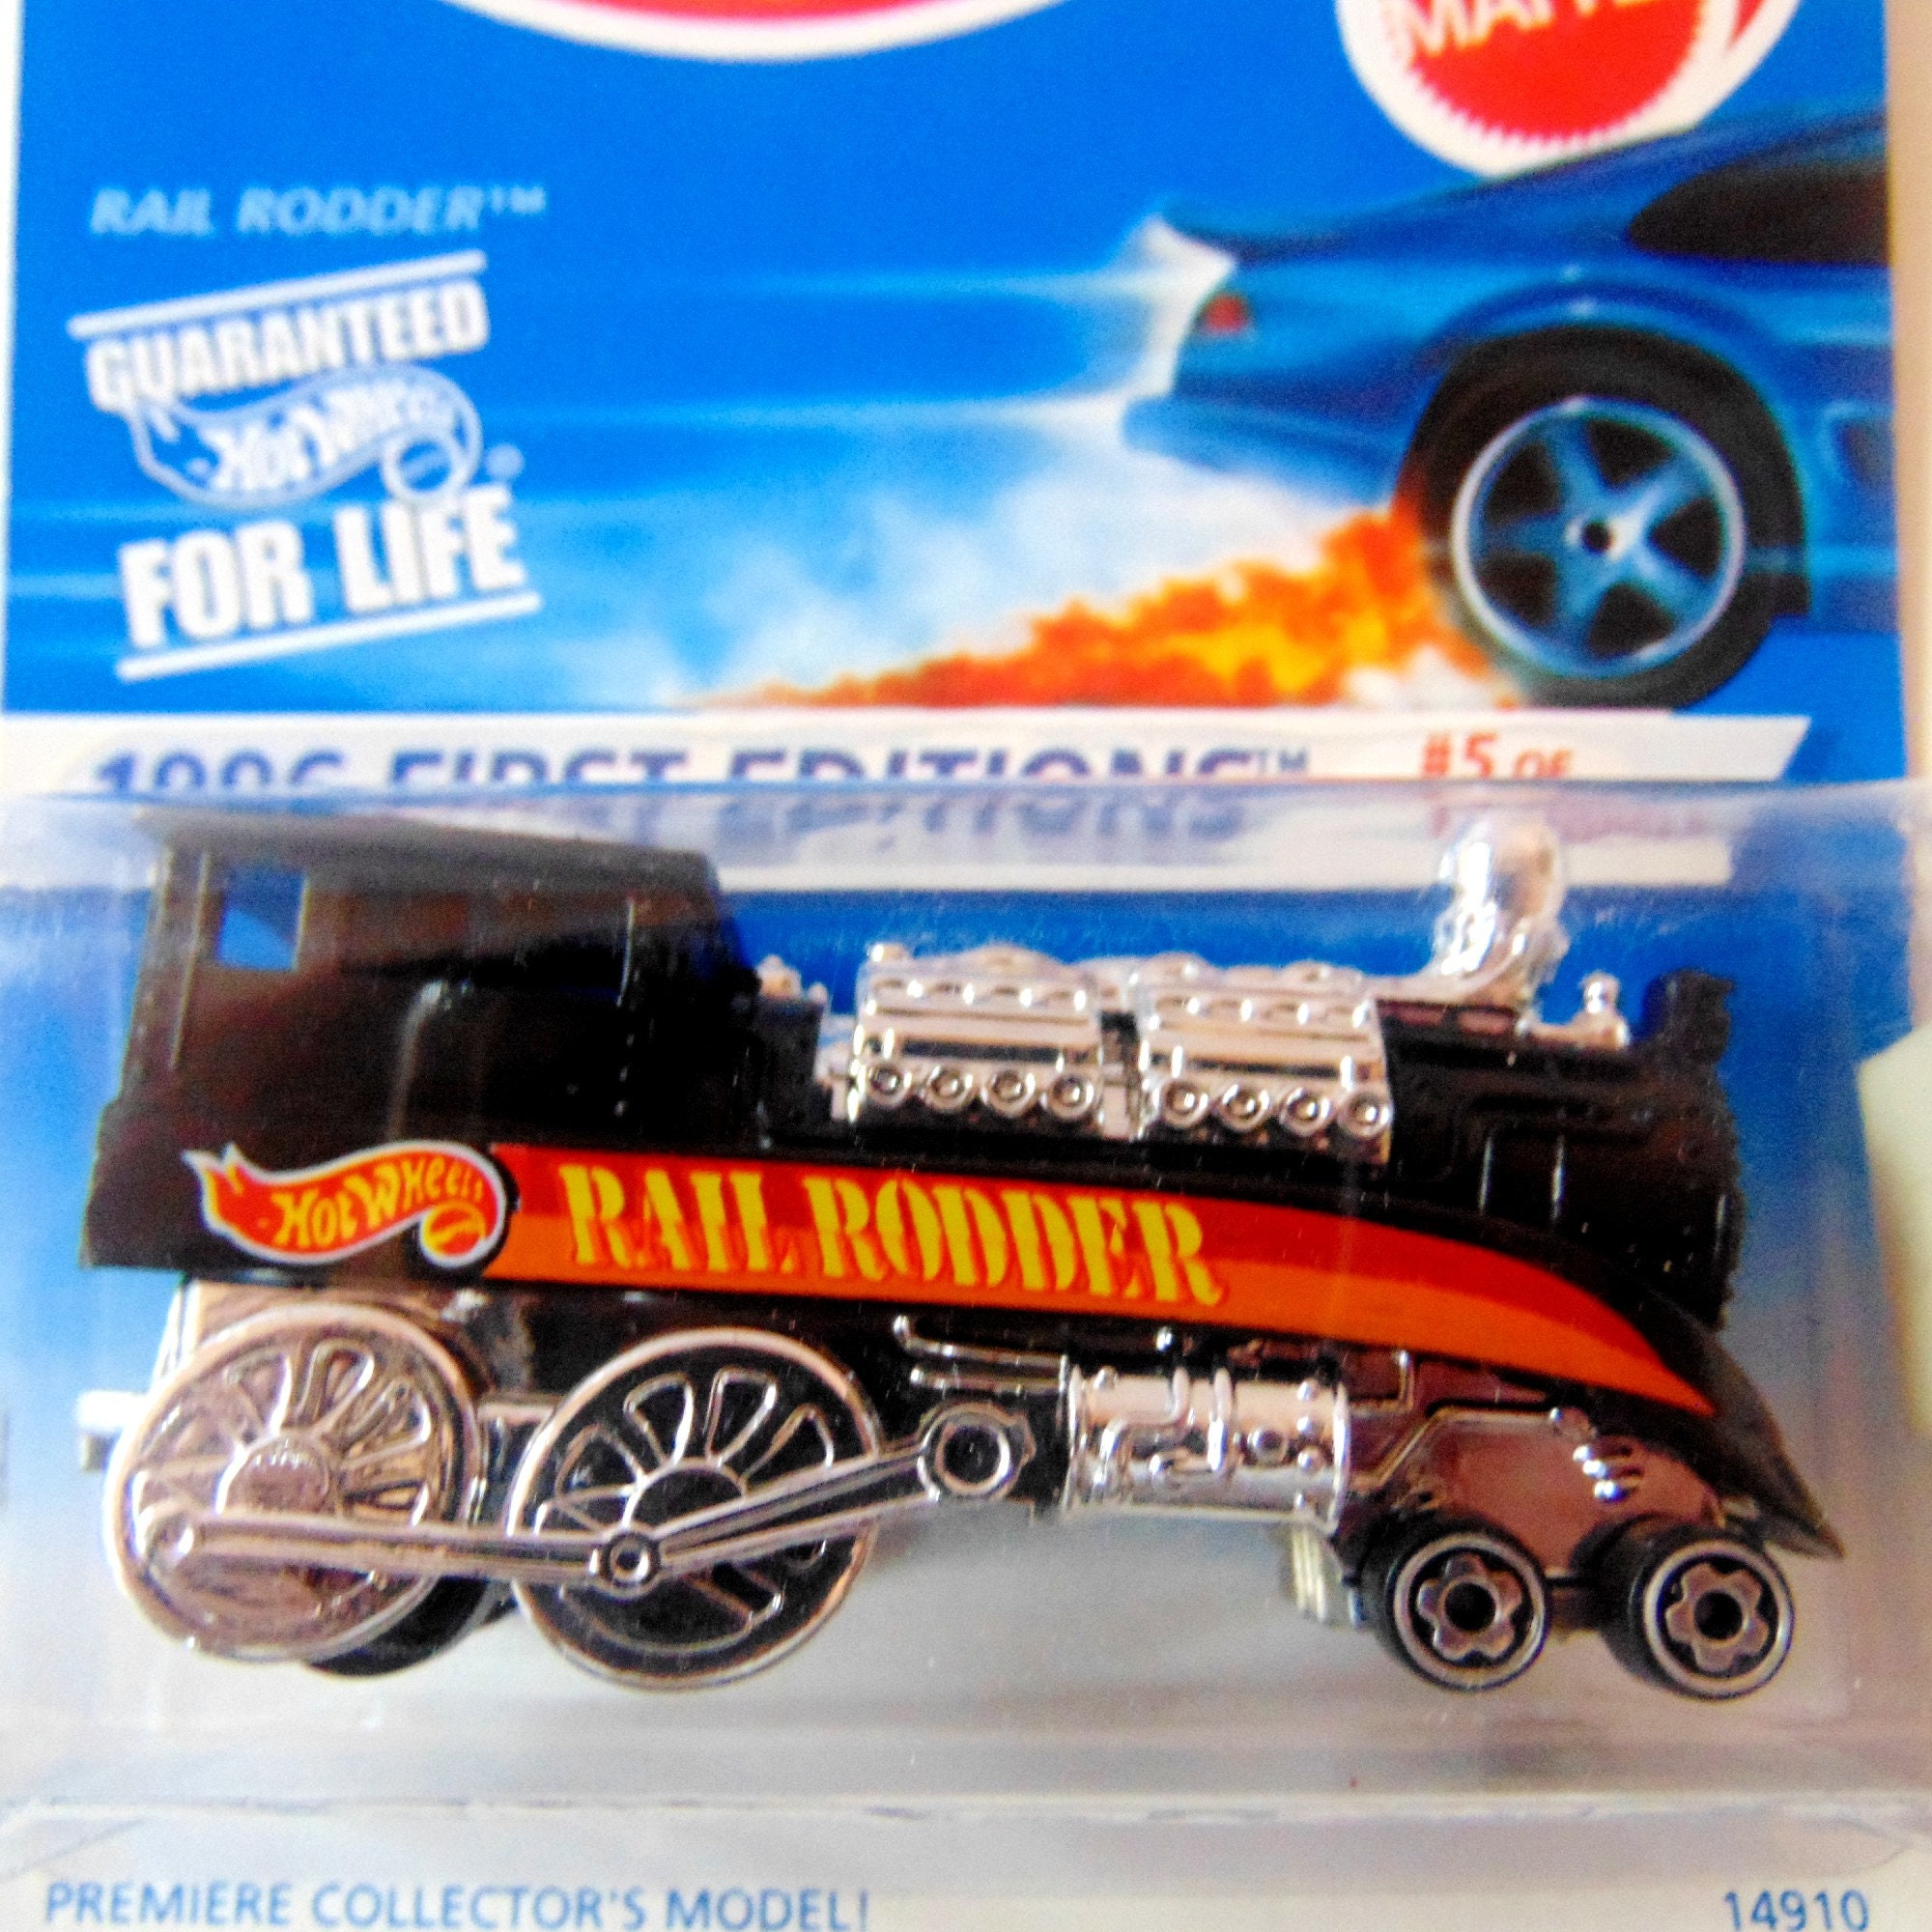 RAIL RODDER™
GUARANTEED
Hot Wheels®
FOR LIFE
1996 FIRST EDITIONS™ #5 OF
Hot Wheels RAIL RODDER
PREMIERE COLLECTOR'S MODEL! 14910